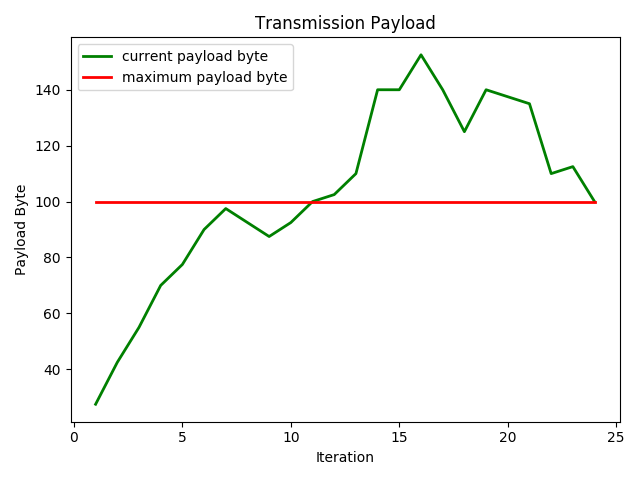 Transmission Payload
current payload byte
maximum payload byte
140
120
100
80
60
40
Payload Byte
0 5 10 15 20 25
Iteration